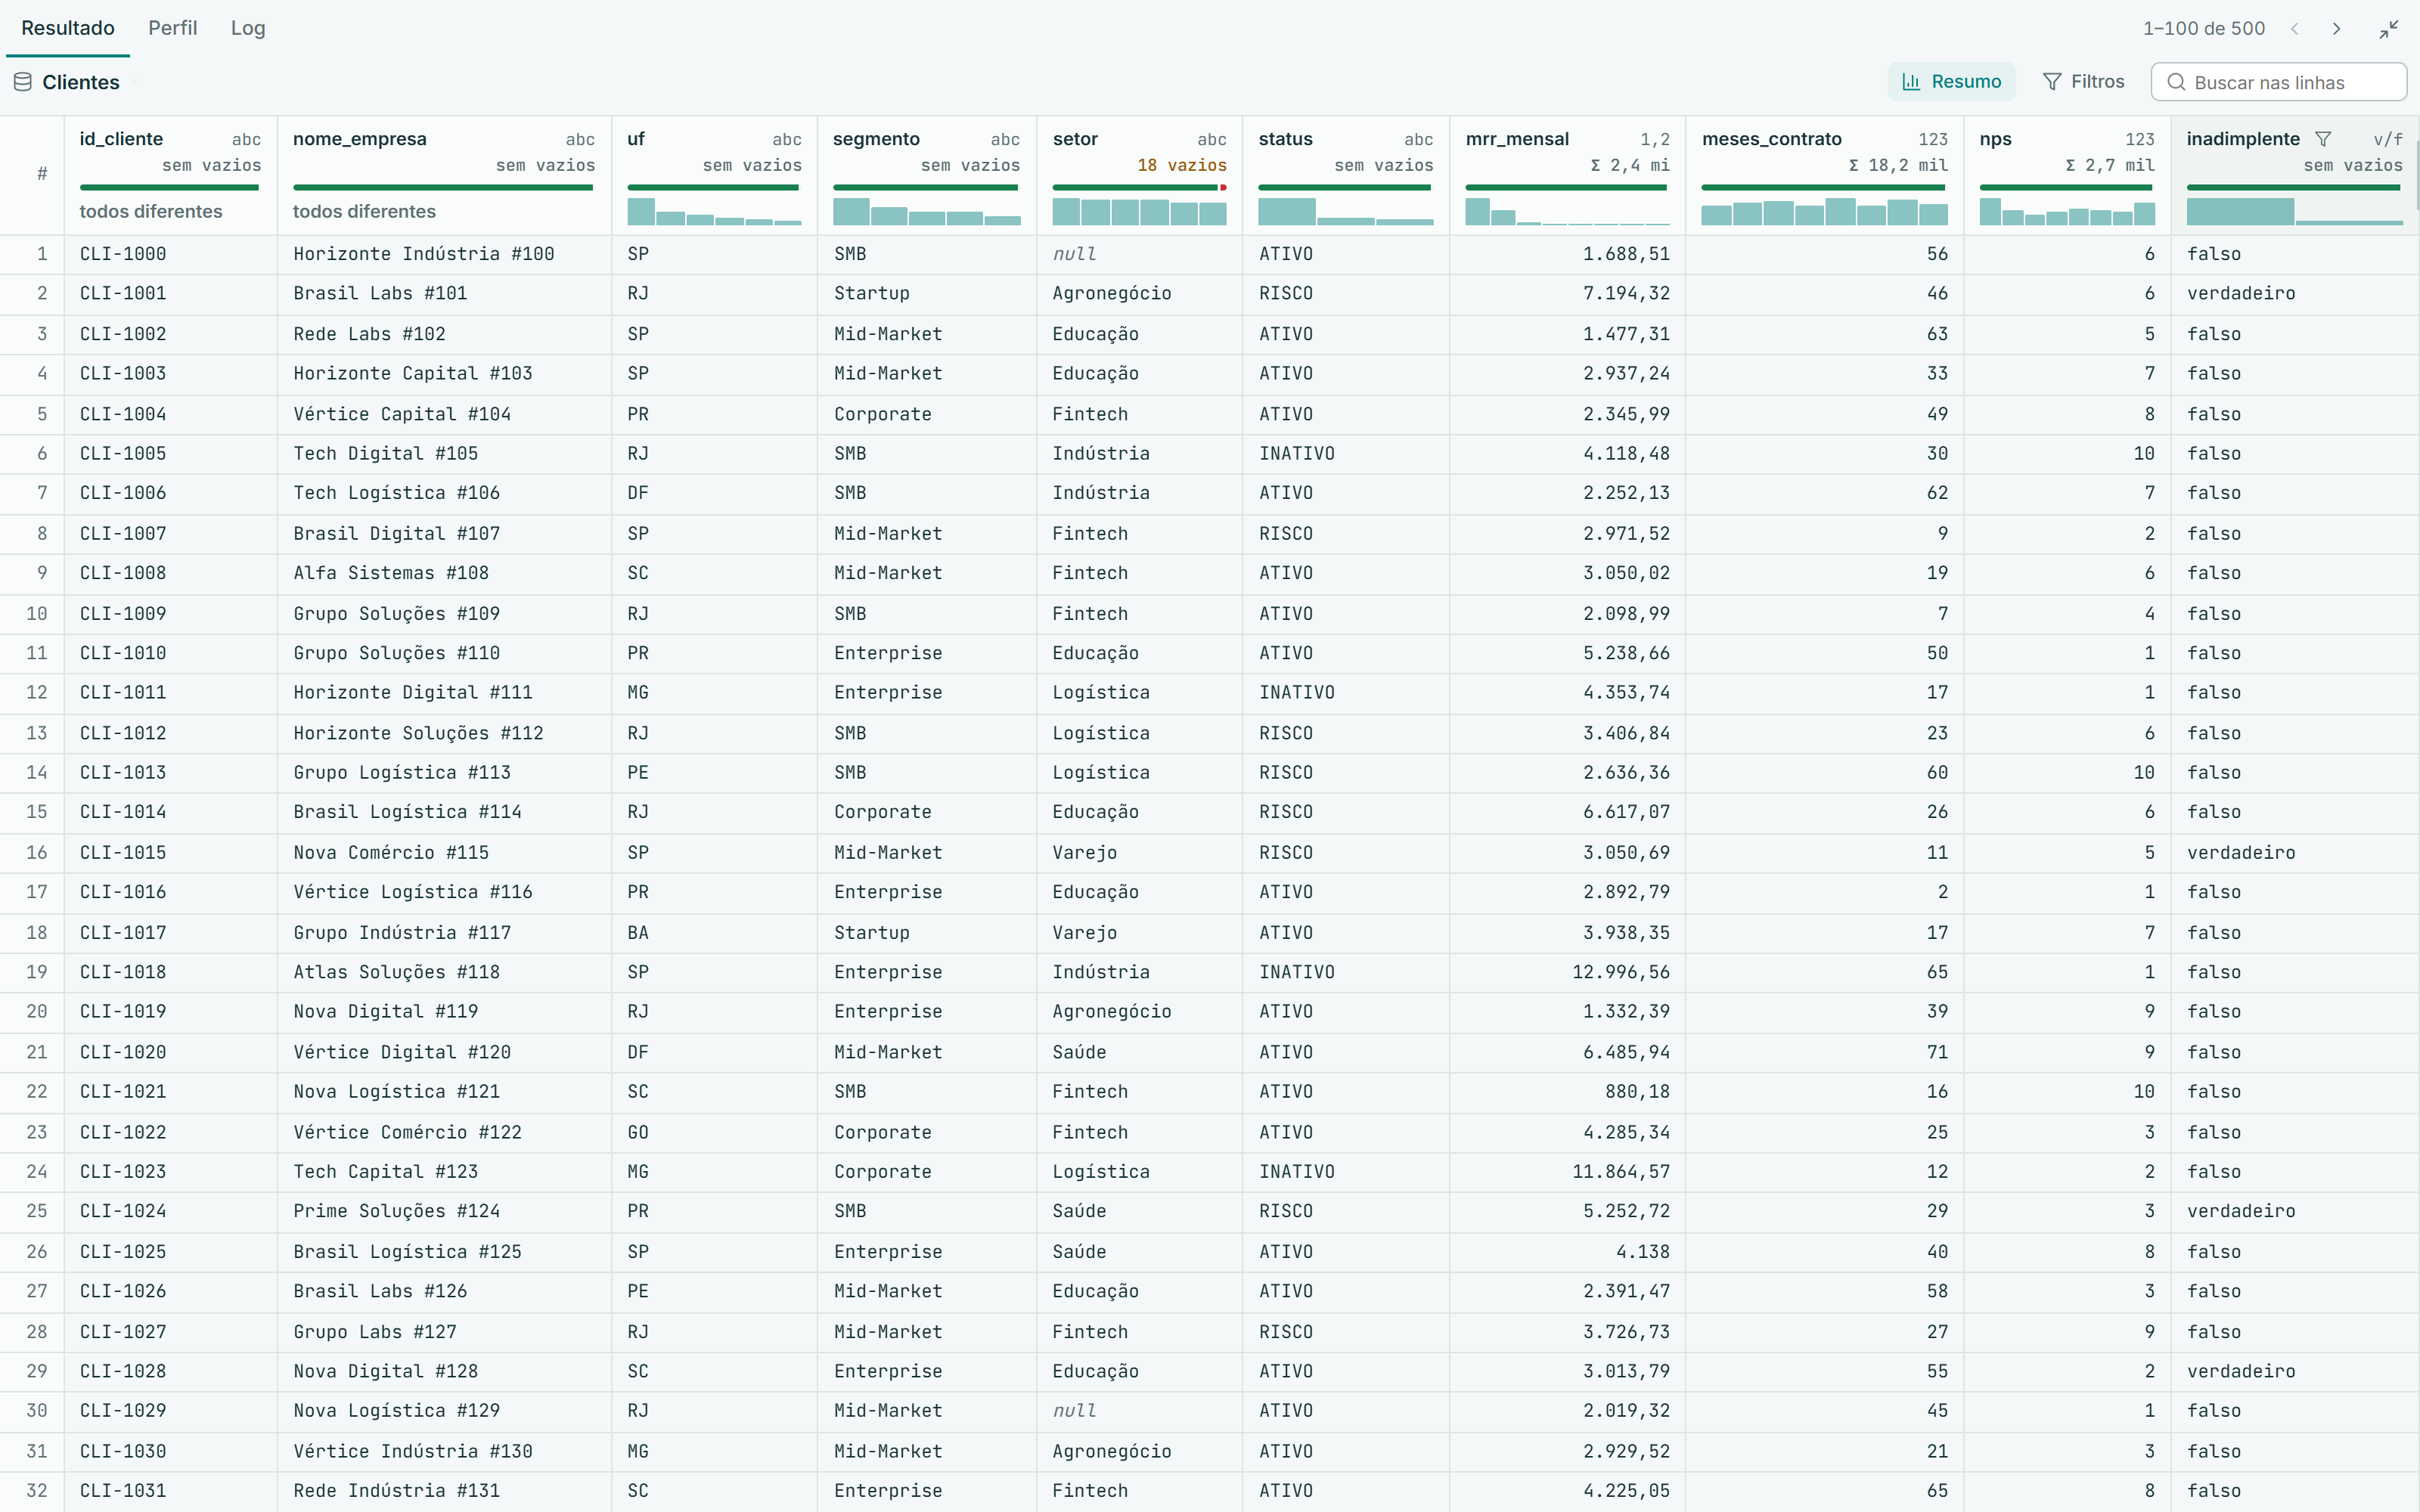 Resultado Perfil Log 1–100 de 500
Clientes Resumo Filtros Buscar nas linhas
# id_cliente abc nome_empresa abc uf abc segmento abc setor abc status abc mrr_mensal 1,2 meses_contrato 123 nps 123 inadimplente v/f
sem vazios sem vazios sem vazios sem vazios 18 vazios sem vazios Σ 2,4 mi Σ 18,2 mil Σ 2,7 mil sem vazios
todos diferentes todos diferentes
1 CLI-1000 Horizonte Indústria #100 SP SMB null ATIVO 1.688,51 56 6 falso
2 CLI-1001 Brasil Labs #101 RJ Startup Agronegócio RISCO 7.194,32 46 6 verdadeiro
3 CLI-1002 Rede Labs #102 SP Mid-Market Educação ATIVO 1.477,31 63 5 falso
4 CLI-1003 Horizonte Capital #103 SP Mid-Market Educação ATIVO 2.937,24 33 7 falso
5 CLI-1004 Vértice Capital #104 PR Corporate Fintech ATIVO 2.345,99 49 8 falso
6 CLI-1005 Tech Digital #105 RJ SMB Indústria INATIVO 4.118,48 30 10 falso
7 CLI-1006 Tech Logística #106 DF SMB Indústria ATIVO 2.252,13 62 7 falso
8 CLI-1007 Brasil Digital #107 SP Mid-Market Fintech RISCO 2.971,52 9 2 falso
9 CLI-1008 Alfa Sistemas #108 SC Mid-Market Fintech ATIVO 3.050,02 19 6 falso
10 CLI-1009 Grupo Soluções #109 RJ SMB Fintech ATIVO 2.098,99 7 4 falso
11 CLI-1010 Grupo Soluções #110 PR Enterprise Educação ATIVO 5.238,66 50 1 falso
12 CLI-1011 Horizonte Digital #111 MG Enterprise Logística INATIVO 4.353,74 17 1 falso
13 CLI-1012 Horizonte Soluções #112 RJ SMB Logística RISCO 3.406,84 23 6 falso
14 CLI-1013 Grupo Logística #113 PE SMB Logística RISCO 2.636,36 60 10 falso
15 CLI-1014 Brasil Logística #114 RJ Corporate Educação RISCO 6.617,07 26 6 falso
16 CLI-1015 Nova Comércio #115 SP Mid-Market Varejo RISCO 3.050,69 11 5 verdadeiro
17 CLI-1016 Vértice Logística #116 PR Enterprise Educação ATIVO 2.892,79 2 1 falso
18 CLI-1017 Grupo Indústria #117 BA Startup Varejo ATIVO 3.938,35 17 7 falso
19 CLI-1018 Atlas Soluções #118 SP Enterprise Indústria INATIVO 12.996,56 65 1 falso
20 CLI-1019 Nova Digital #119 RJ Enterprise Agronegócio ATIVO 1.332,39 39 9 falso
21 CLI-1020 Vértice Digital #120 DF Mid-Market Saúde ATIVO 6.485,94 71 9 falso
22 CLI-1021 Nova Logística #121 SC SMB Fintech ATIVO 880,18 16 10 falso
23 CLI-1022 Vértice Comércio #122 GO Corporate Fintech ATIVO 4.285,34 25 3 falso
24 CLI-1023 Tech Capital #123 MG Corporate Logística INATIVO 11.864,57 12 2 falso
25 CLI-1024 Prime Soluções #124 PR SMB Saúde RISCO 5.252,72 29 3 verdadeiro
26 CLI-1025 Brasil Logística #125 SP Enterprise Saúde ATIVO 4.138 40 8 falso
27 CLI-1026 Brasil Labs #126 PE Mid-Market Educação ATIVO 2.391,47 58 3 falso
28 CLI-1027 Grupo Labs #127 RJ Mid-Market Fintech RISCO 3.726,73 27 9 falso
29 CLI-1028 Nova Digital #128 SC Enterprise Educação ATIVO 3.013,79 55 2 verdadeiro
30 CLI-1029 Nova Logística #129 RJ Mid-Market null ATIVO 2.019,32 45 1 falso
31 CLI-1030 Vértice Indústria #130 MG Mid-Market Agronegócio ATIVO 2.929,52 21 3 falso
32 CLI-1031 Rede Indústria #131 SC Enterprise Fintech ATIVO 4.225,05 65 8 falso